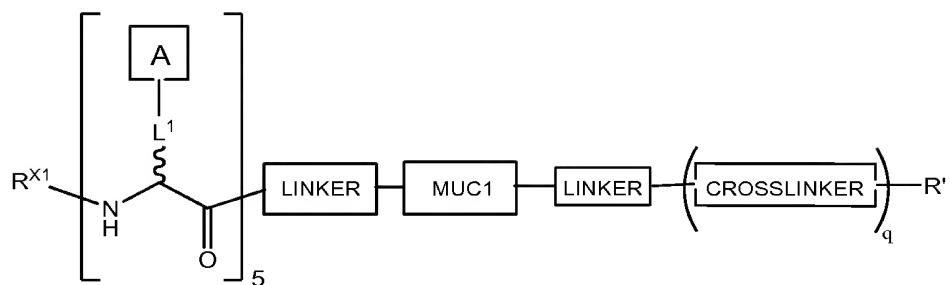 A
L¹
Rˣ¹
LINKER
MUC1
LINKER
CROSSLINKER
R'
N
H
O
q
5